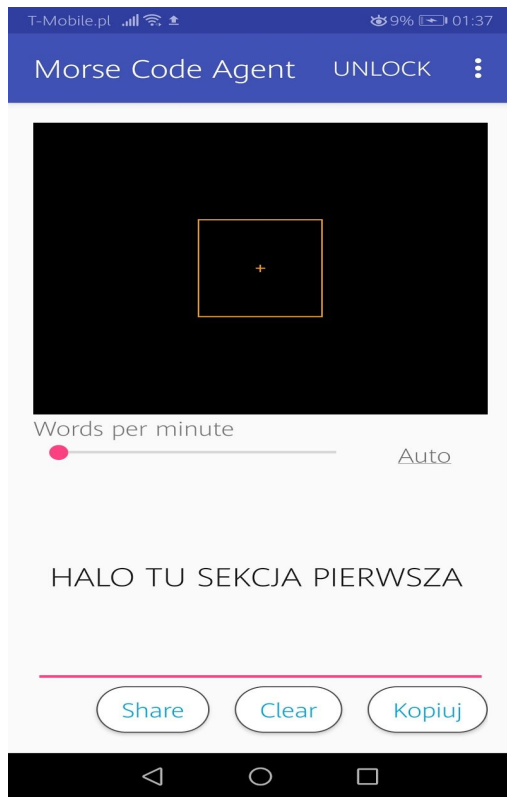 T-Mobile.pl 9% 01:37
Morse Code Agent UNLOCK
Words per minute
Auto
HALO TU SEKCJA PIERWSZA
Share Clear Kopiuj